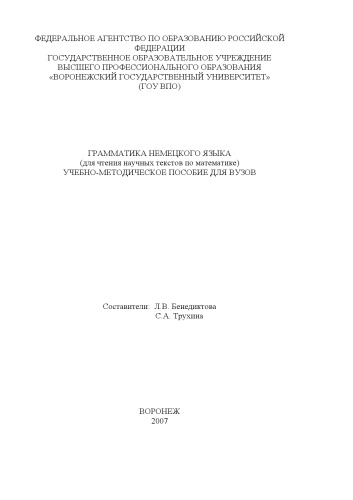 ФЕДЕРАЛЬНОЕ АГЕНТСТВО ПО ОБРАЗОВАНИЮ РОССИЙСКОЙ
ФЕДЕРАЦИИ
ГОСУДАРСТВЕННОЕ ОБРАЗОВАТЕЛЬНОЕ УЧРЕЖДЕНИЕ
ВЫСШЕГО ПРОФЕССИОНАЛЬНОГО ОБРАЗОВАНИЯ
«ВОРОНЕЖСКИЙ ГОСУДАРСТВЕННЫЙ УНИВЕРСИТЕТ»
(ГОУ ВПО)
ГРАММАТИКА НЕМЕЦКОГО ЯЗЫКА
(для чтения научных текстов по математике)
УЧЕБНО-МЕТОДИЧЕСКОЕ ПОСОБИЕ ДЛЯ ВУЗОВ
Составители: Л.В. Бенедиктова
С.А. Трухина
ВОРОНЕЖ
2007